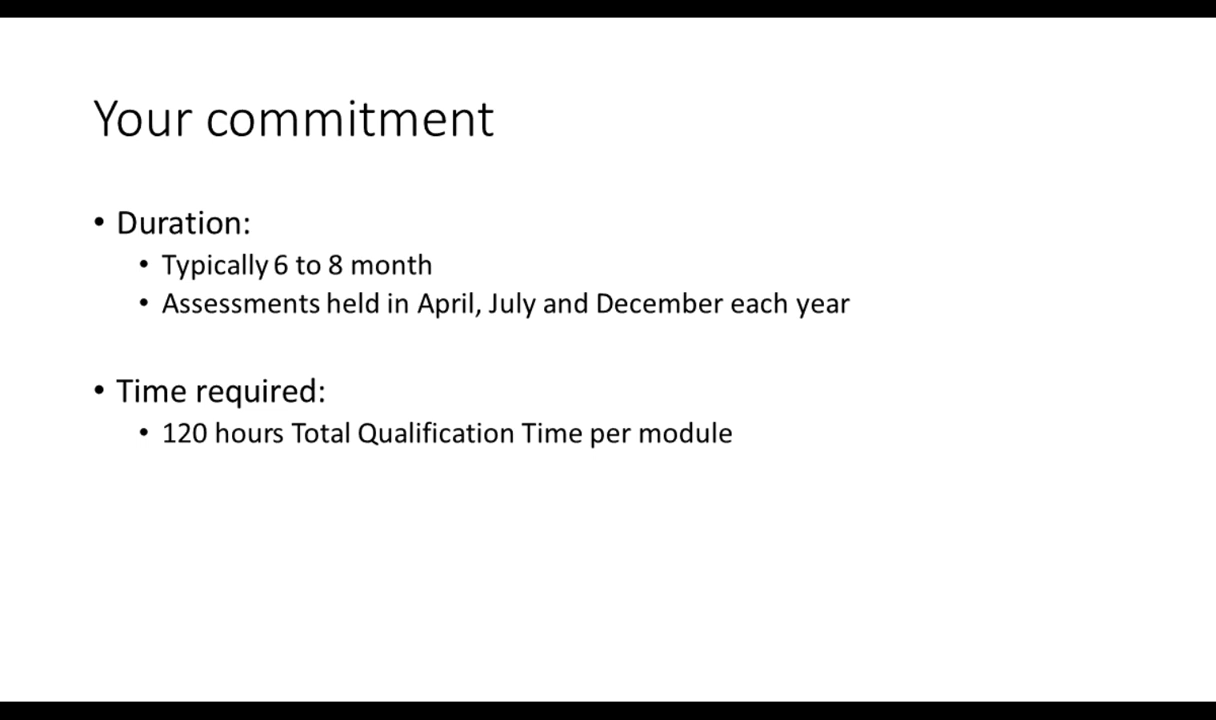 Your commitment
• Duration:
• Typically 6 to 8 month
• Assessments held in April, July and December each year
• Time required:
• 120 hours Total Qualification Time per module